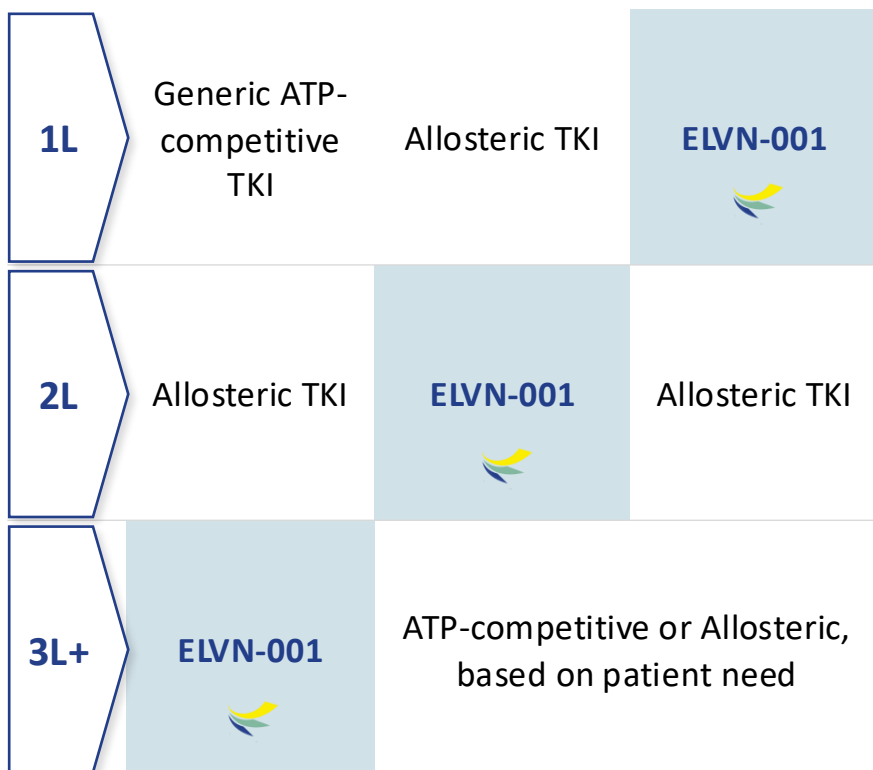 1L
Generic ATP-
competitive
TKI
Allosteric TKI
ELVN-001
2L
Allosteric TKI
ELVN-001
Allosteric TKI
3L+
ELVN-001
ATP-competitive or Allosteric,
based on patient need